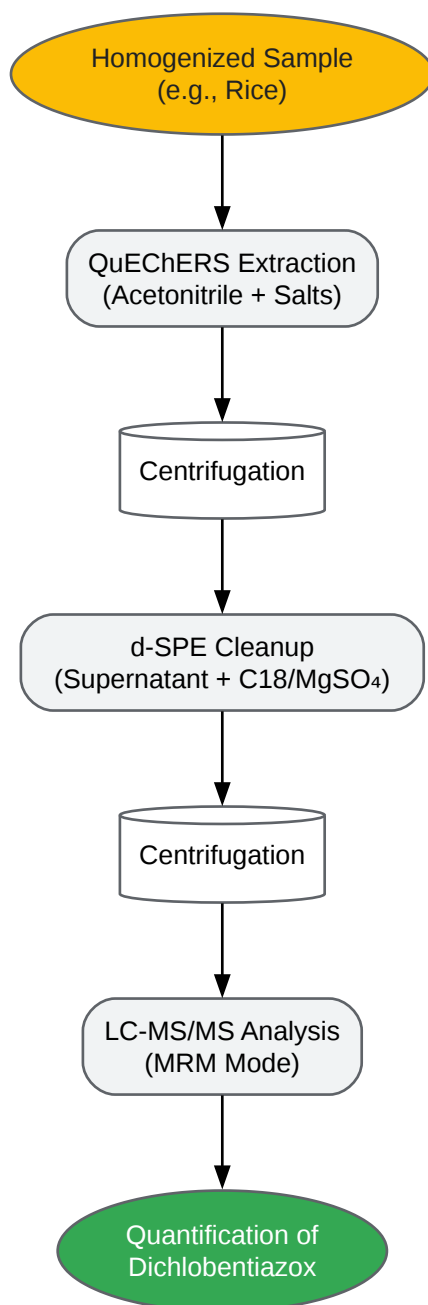 Homogenized Sample
(e.g., Rice)
QuEChERS Extraction
(Acetonitrile + Salts)
Centrifugation
d-SPE Cleanup
(Supernatant + C18/MgSO₄)
Centrifugation
LC-MS/MS Analysis
(MRM Mode)
Quantification of
Dichlobentiazox